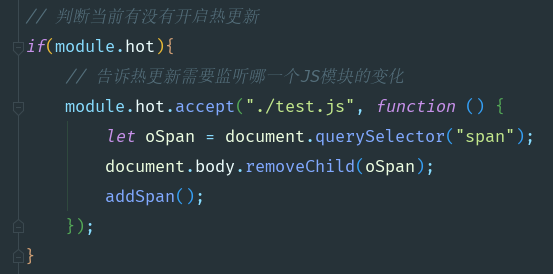 // 判断当前有没有开启热更新
if(module.hot){
// 告诉热更新需要监听哪一个JS模块的变化
module.hot.accept("./test.js", function () {
let oSpan = document.querySelector("span");
document.body.removeChild(oSpan);
addSpan();
});
}